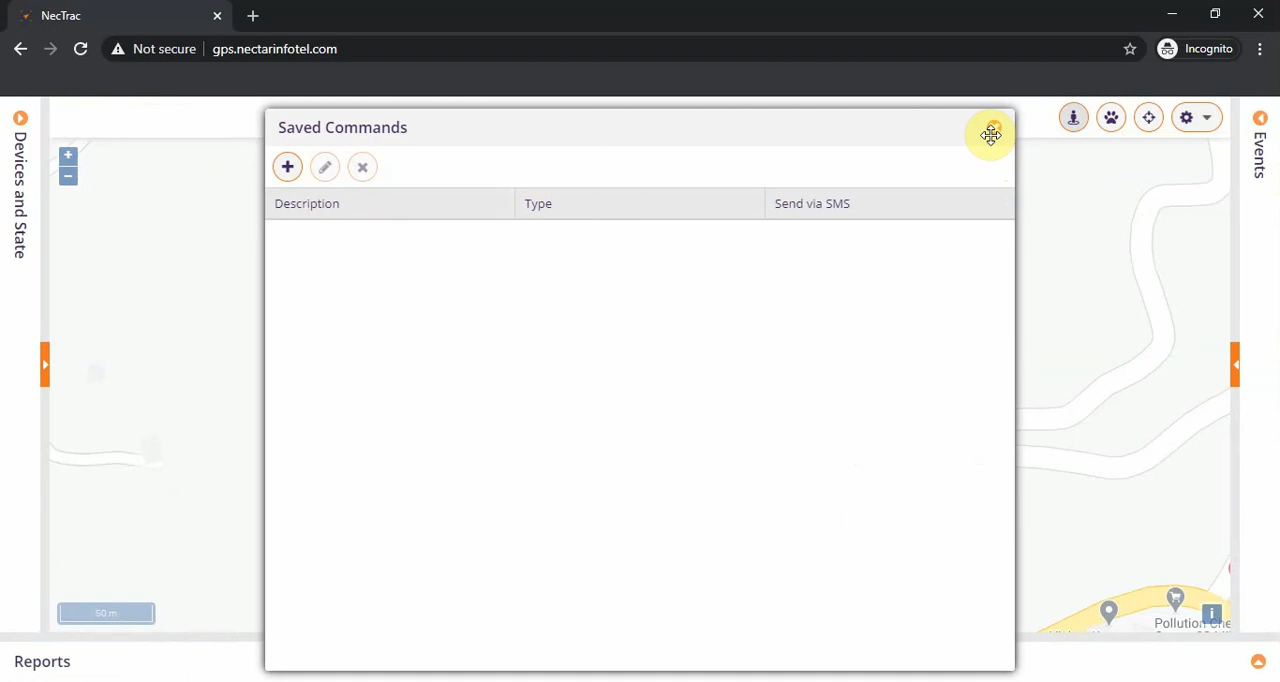 NecTrac
Not secure
gps.nectarinfotel.com
Incognito
Saved Commands
Devices and State
Events
Description
Type
Send via SMS
50 m
i
Pollution Che
Reports